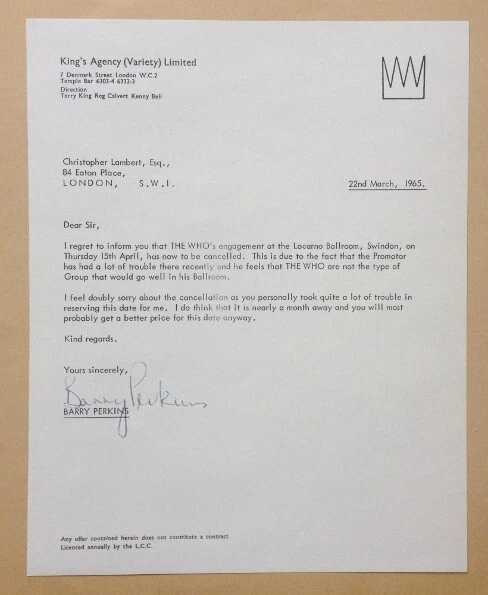 King's Agency (Variety) Limited
7 Denmark Street London W.C.2
Temple Bar 6303-4 6332-3
Direction
Terry King Reg Calvert Kenny Bell
Christopher Lambert, Esq.,
84 Eaton Place,
LONDON, S.W.I.
22nd March, 1965.
Dear Sir,
I regret to inform you that THE WHO's engagement at the Locarno Ballroom, Swindon, on
Thursday 15th April, has now to be cancelled. This is due to the fact that the Promotor
has had a lot of trouble there recently and he feels that THE WHO are not the type of
Group that would go well in his Ballroom.
I feel doubly sorry about the cancellation as you personally took quite a lot of trouble in
reserving this date for me. I do think that it is nearly a month away and you will most
probably get a better price for this date anyway.
Kind regards.
Yours sincerely,
Barry Perkins
BARRY PERKINS
Any offer contained herein does not constitute a contract
Licenced annually by the L.C.C.